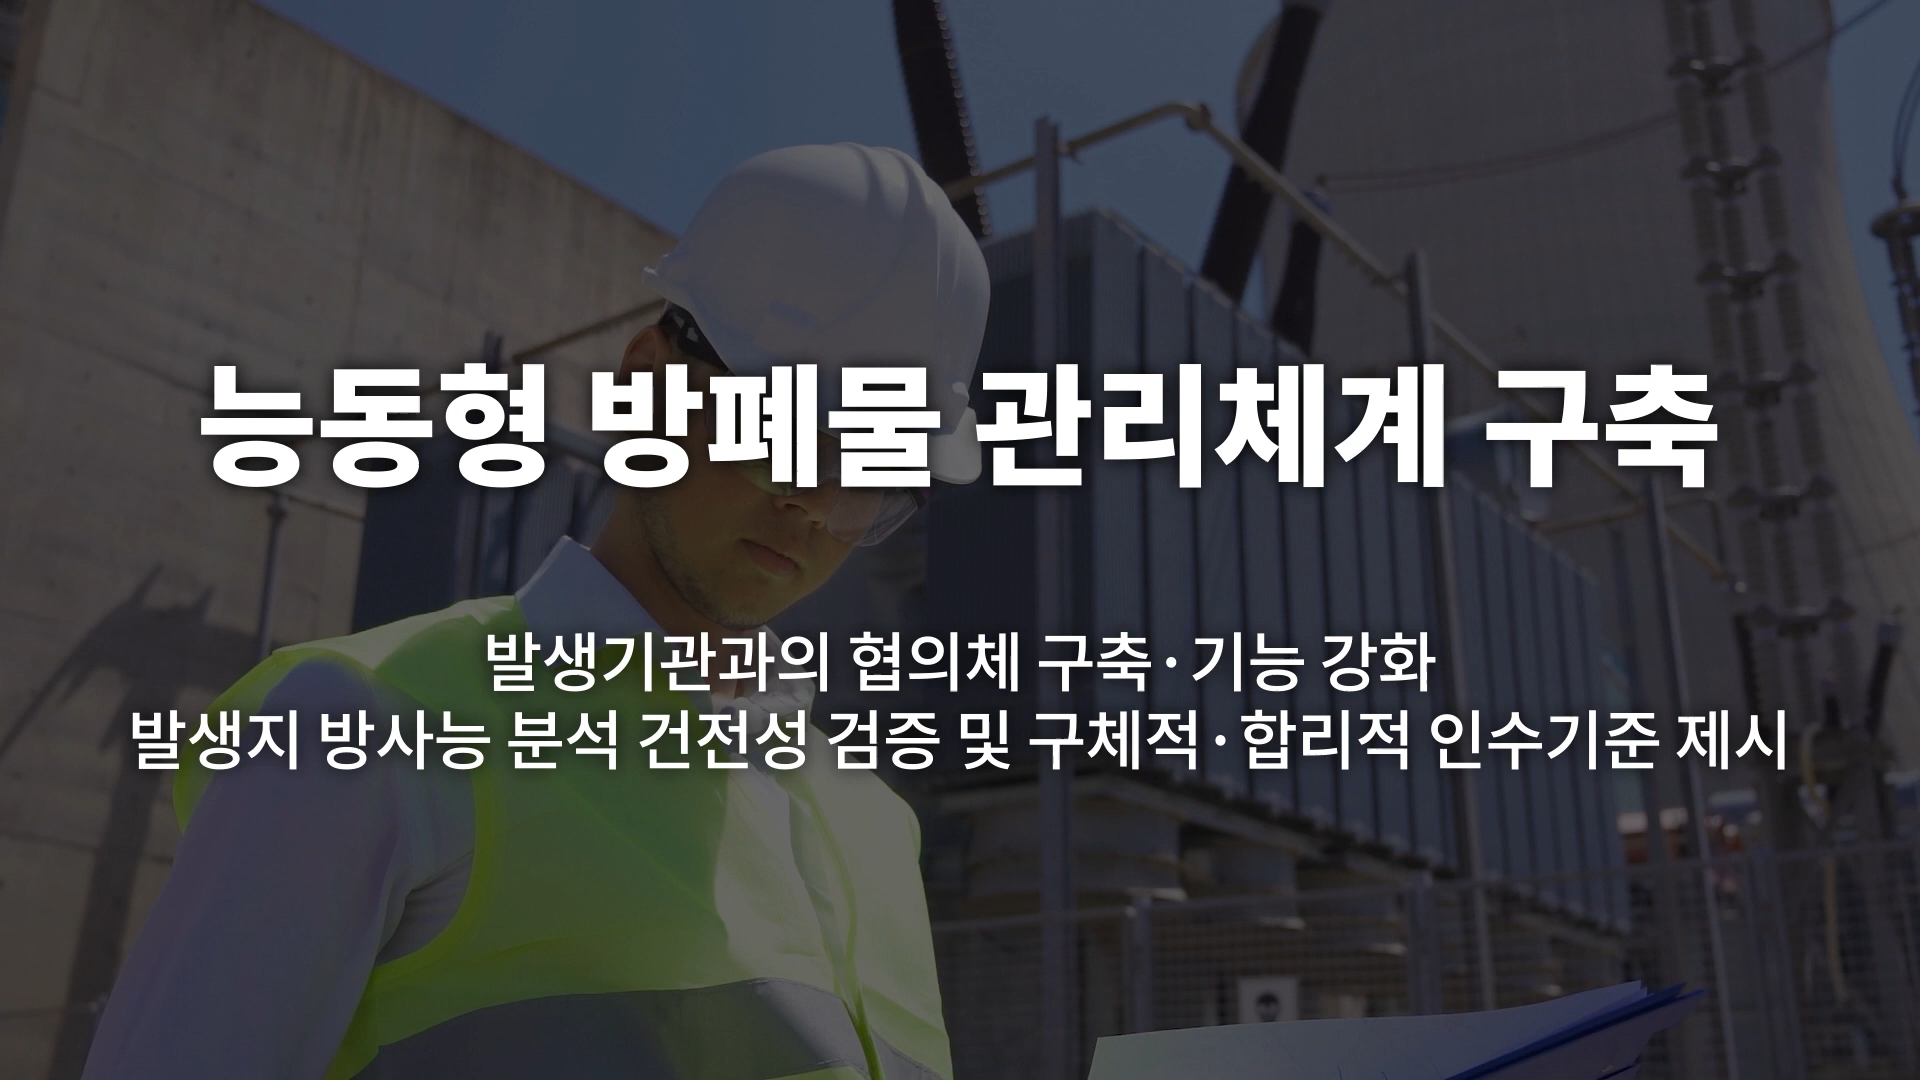 능동형 방폐물 관리체계 구축
발생기관과의 협의체 구축·기능 강화
발생지 방사능 분석 건전성 검증 및 구체적·합리적 인수기준 제시